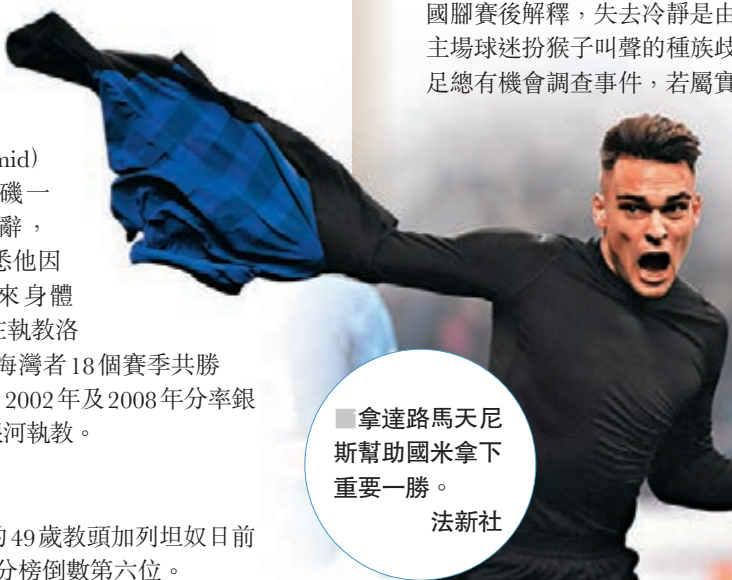 國腳賽後解釋，失去冷靜是由
主場球迷扮猴子叫聲的種族歧
足總有機會調查事件，若屬實
mid）
磯一
辭，
悉他因
來身體
在執教洛
海灣者18個賽季共勝
2002年及2008年分率銀
銀河執教。
的49歲教頭加列坦奴日前
分榜倒數第六位。
■拿達路馬天尼
斯幫助國米拿下
重要一勝。
法新社